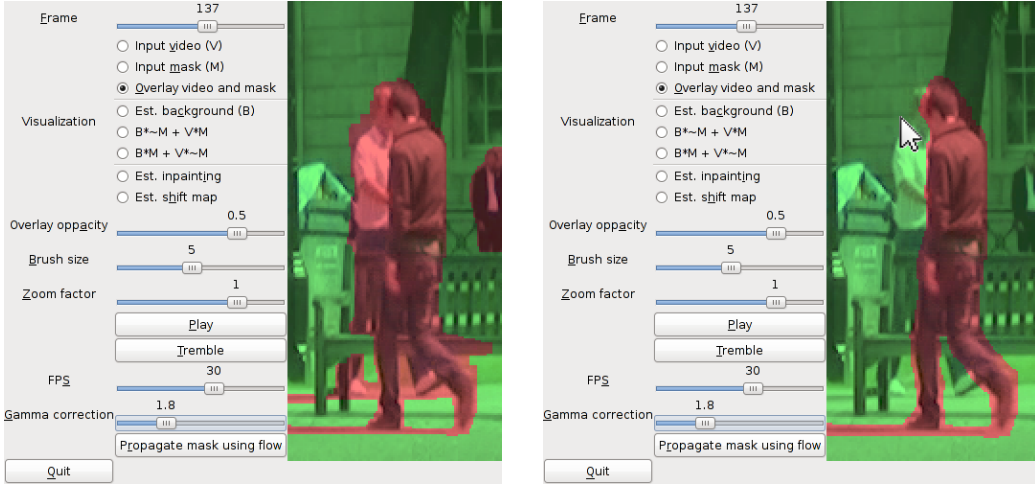 Frame
137
Input video (V)
Input mask (M)
Overlay video and mask
Visualization
Est. background (B)
B*~M + V*M
B*M + V*~M
Est. inpainting
Est. shift map
Overlay oppacity
0.5
Brush size
5
Zoom factor
1
Play
Tremble
FPS
30
Gamma correction
1.8
Propagate mask using flow
Quit
Frame
137
Input video (V)
Input mask (M)
Overlay video and mask
Visualization
Est. background (B)
B*~M + V*M
B*M + V*~M
Est. inpainting
Est. shift map
Overlay oppacity
0.5
Brush size
5
Zoom factor
1
Play
Tremble
FPS
30
Gamma correction
1.8
Propagate mask using flow
Quit